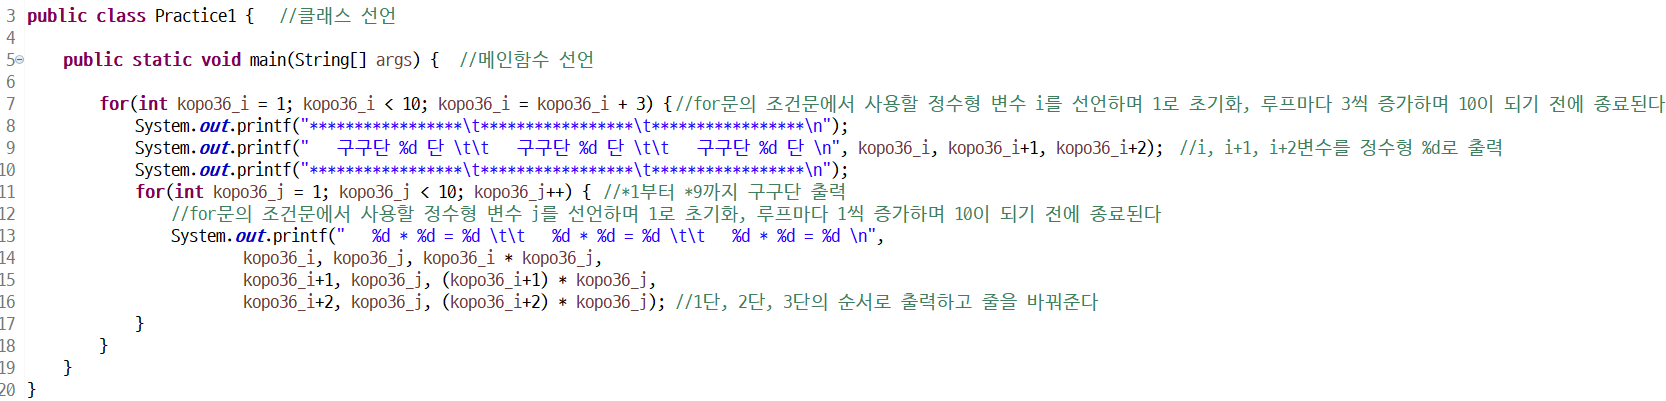 3 public class Practice1 {   //클래스 선언
4
5     public static void main(String[] args) {  //메인함수 선언
6
7         for(int kopo36_i = 1; kopo36_i < 10; kopo36_i = kopo36_i + 3) {//for문의 조건문에서 사용할 정수형 변수 i를 선언하며 1로 초기화, 루프마다 3씩 증가하며 10이 되기 전에 종료된다
8             System.out.printf("*****************\t*****************\t*****************\n");
9             System.out.printf("   구구단 %d 단 \t\t   구구단 %d 단 \t\t   구구단 %d 단 \n", kopo36_i, kopo36_i+1, kopo36_i+2);  //i, i+1, i+2변수를 정수형 %d로 출력
10             System.out.printf("*****************\t*****************\t*****************\n");
11             for(int kopo36_j = 1; kopo36_j < 10; kopo36_j++) { //*1부터 *9까지 구구단 출력
12                 //for문의 조건문에서 사용할 정수형 변수 j를 선언하며 1로 초기화, 루프마다 1씩 증가하며 10이 되기 전에 종료된다
13                 System.out.printf("   %d * %d = %d \t\t   %d * %d = %d \t\t   %d * %d = %d \n",
14                         kopo36_i, kopo36_j, kopo36_i * kopo36_j,
15                         kopo36_i+1, kopo36_j, (kopo36_i+1) * kopo36_j,
16                         kopo36_i+2, kopo36_j, (kopo36_i+2) * kopo36_j); //1단, 2단, 3단의 순서로 출력하고 줄을 바꿔준다
17             }
18         }
19     }
20 }